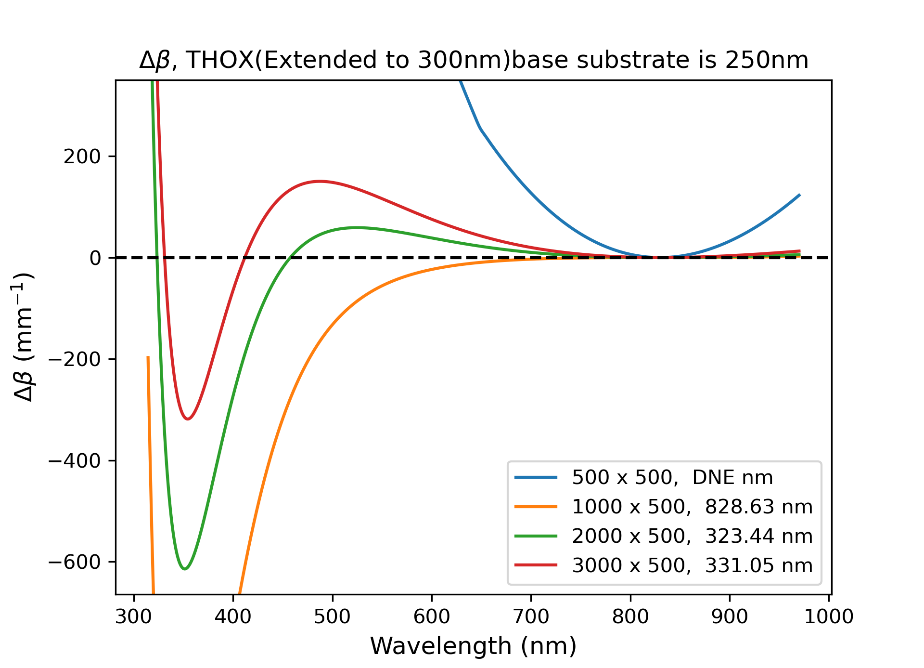 Δβ, THOX(Extended to 300nm)base substrate is 250nm
Δβ (mm⁻¹)
200
0
−200
−400
−600
500 x 500,  DNE nm
1000 x 500,  828.63 nm
2000 x 500,  323.44 nm
3000 x 500,  331.05 nm
300 400 500 600 700 800 900 1000
Wavelength (nm)